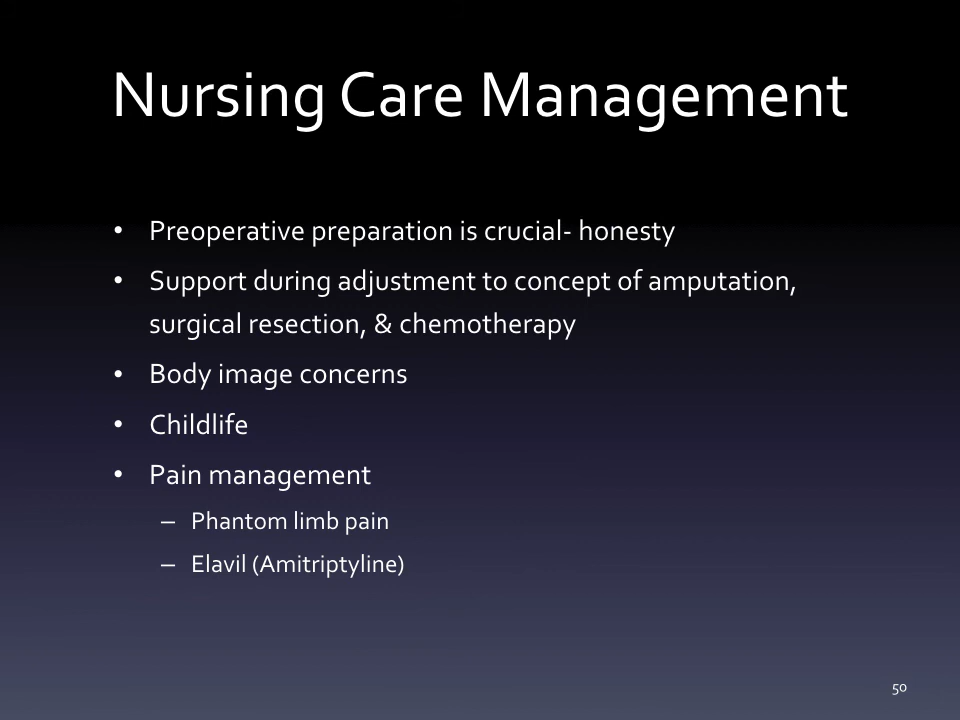 Nursing Care Management
• Preoperative preparation is crucial- honesty
• Support during adjustment to concept of amputation,
surgical resection, & chemotherapy
• Body image concerns
• Childlife
• Pain management
– Phantom limb pain
– Elavil (Amitriptyline)
50